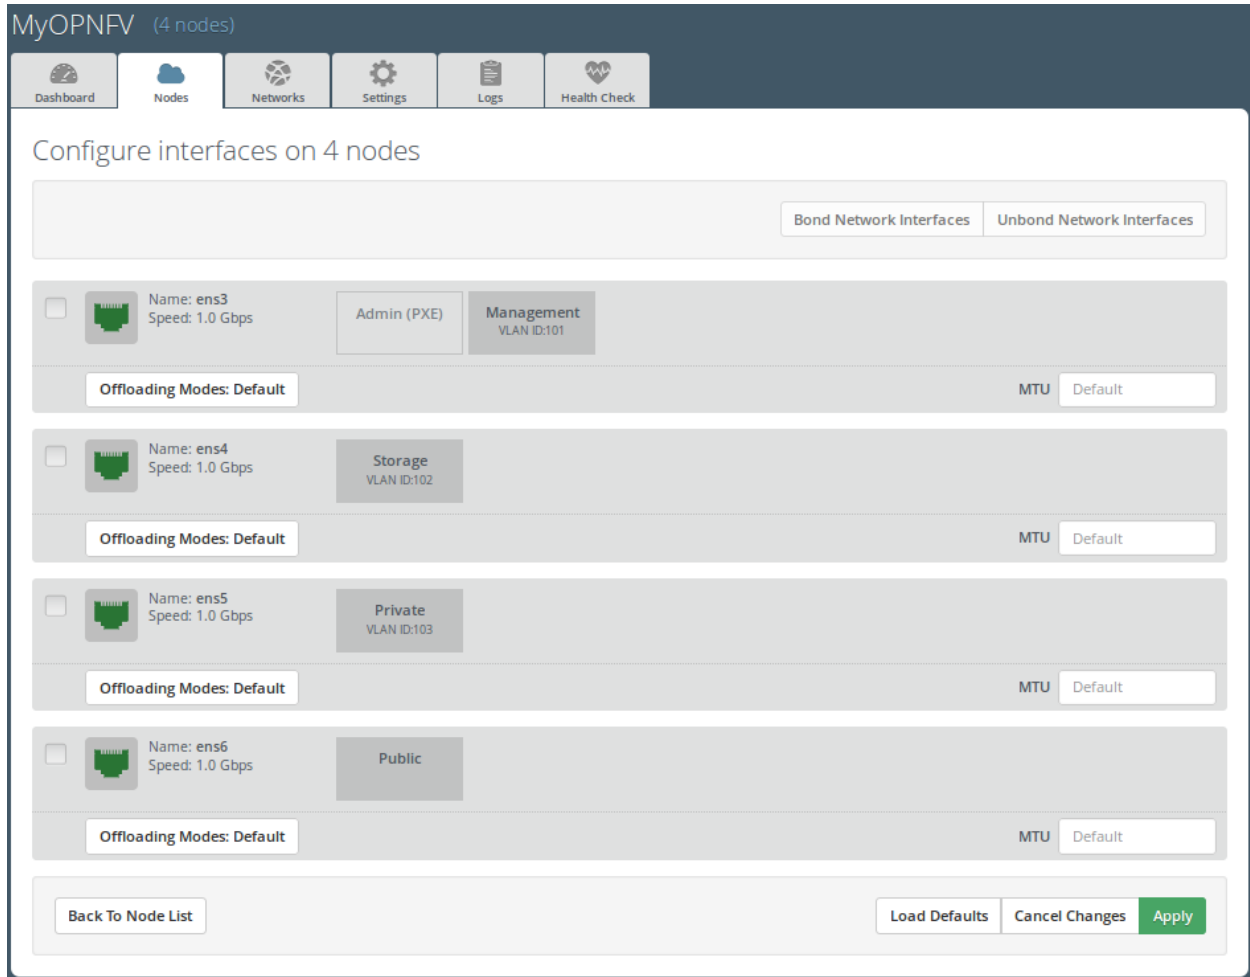 MyOPNFV (4 nodes)
Dashboard Nodes Networks Settings Logs Health Check
Configure interfaces on 4 nodes
Bond Network Interfaces Unbond Network Interfaces
Name: ens3
Speed: 1.0 Gbps
Admin (PXE) Management
VLAN ID:101
Offloading Modes: Default MTU Default
Name: ens4
Speed: 1.0 Gbps
Storage
VLAN ID:102
Offloading Modes: Default MTU Default
Name: ens5
Speed: 1.0 Gbps
Private
VLAN ID:103
Offloading Modes: Default MTU Default
Name: ens6
Speed: 1.0 Gbps
Public
Offloading Modes: Default MTU Default
Back To Node List Load Defaults Cancel Changes Apply